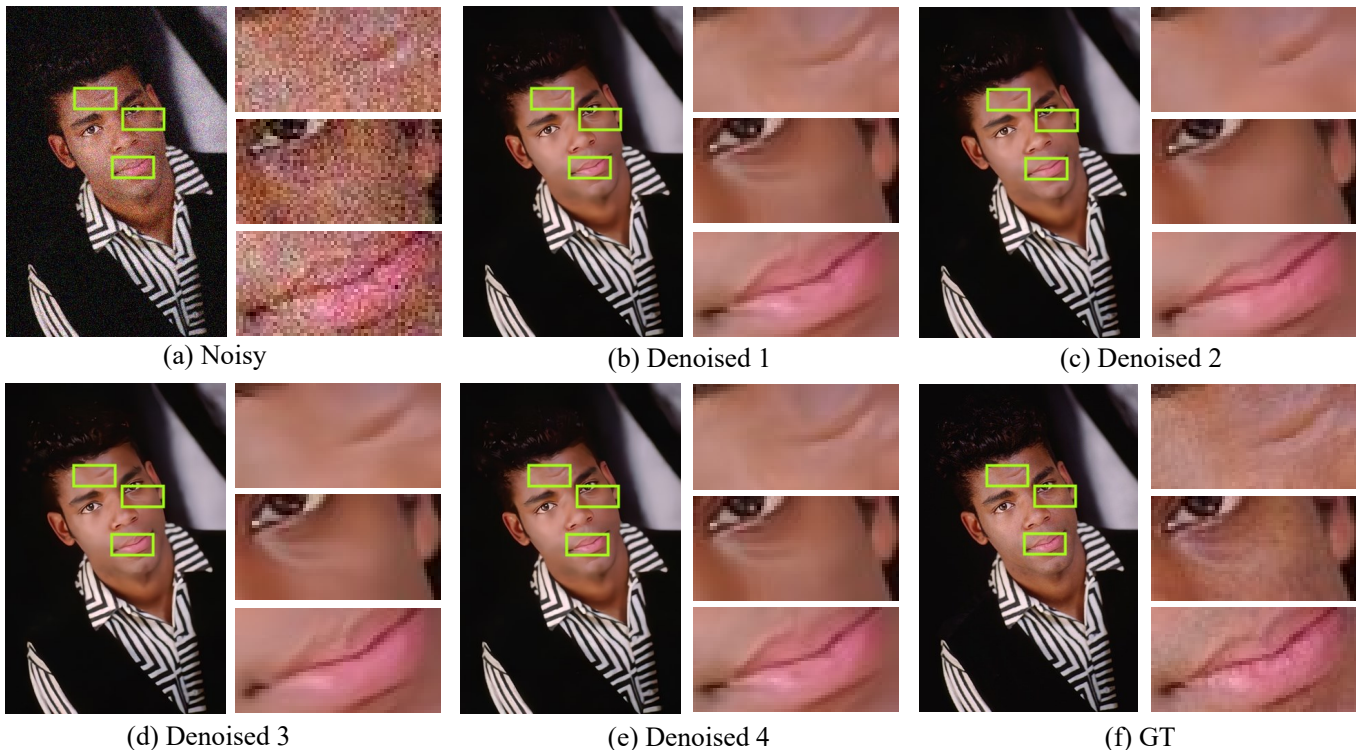 (a) Noisy
(b) Denoised 1
(c) Denoised 2
(d) Denoised 3
(e) Denoised 4
(f) GT